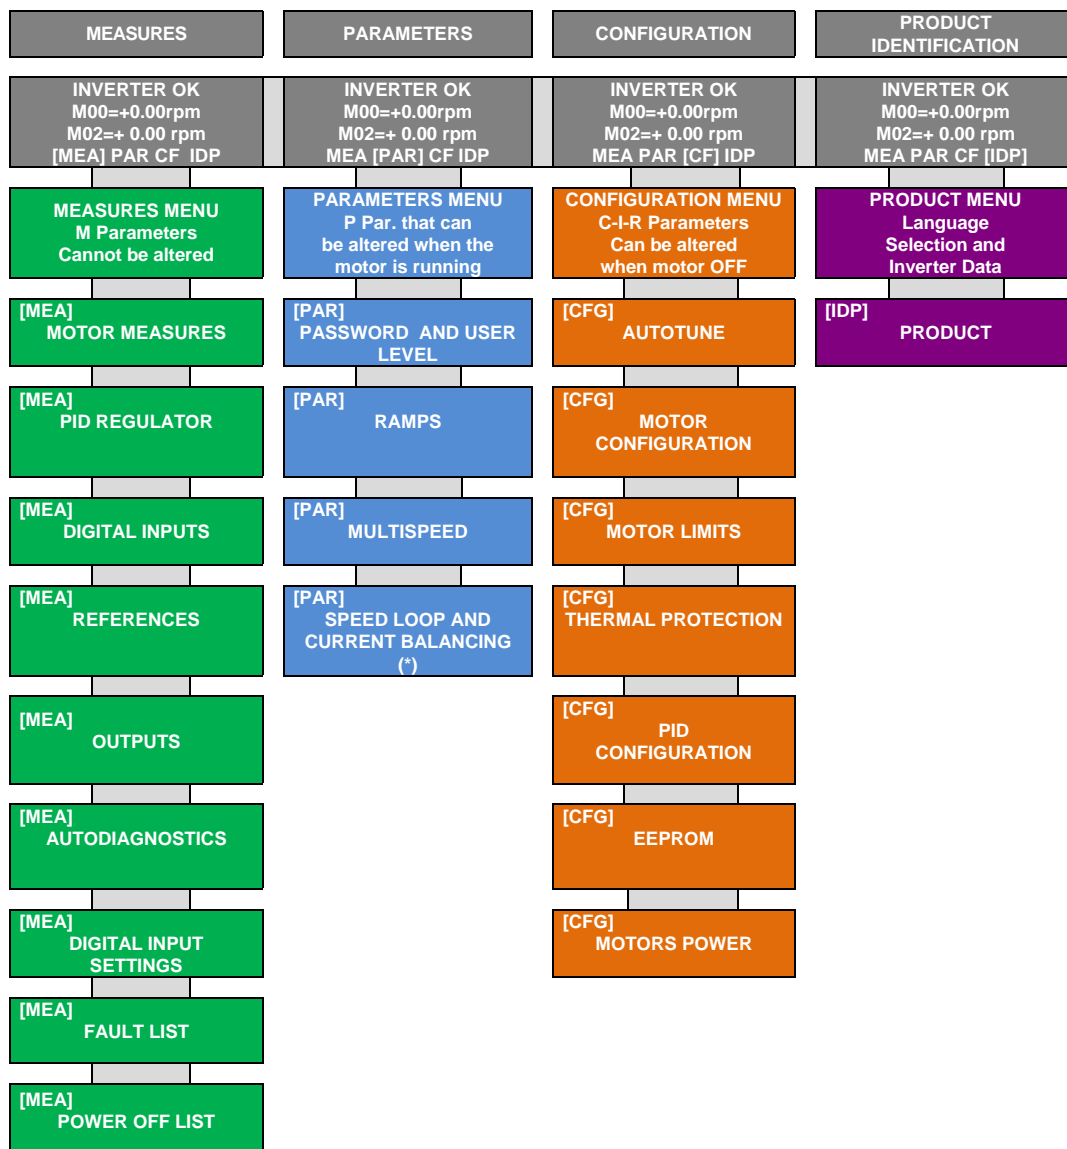 MEASURES
PARAMETERS
CONFIGURATION
PRODUCT
IDENTIFICATION
INVERTER OK
M00=+0.00rpm
M02=+ 0.00 rpm
[MEA] PAR CF IDP
INVERTER OK
M00=+0.00rpm
M02=+ 0.00 rpm
MEA [PAR] CF IDP
INVERTER OK
M00=+0.00rpm
M02=+ 0.00 rpm
MEA PAR [CF] IDP
INVERTER OK
M00=+0.00rpm
M02=+ 0.00 rpm
MEA PAR CF [IDP]
MEASURES MENU
M Parameters
Cannot be altered
PARAMETERS MENU
P Par. that can
be altered when the
motor is running
CONFIGURATION MENU
C-I-R Parameters
Can be altered
when motor OFF
PRODUCT MENU
Language
Selection and
Inverter Data
[MEA]
MOTOR MEASURES
[PAR]
PASSWORD AND USER
LEVEL
[CFG]
AUTOTUNE
[IDP]
PRODUCT
[MEA]
PID REGULATOR
[PAR]
RAMPS
[CFG]
MOTOR
CONFIGURATION
[MEA]
DIGITAL INPUTS
[PAR]
MULTISPEED
[CFG]
MOTOR LIMITS
[MEA]
REFERENCES
[PAR]
SPEED LOOP AND
CURRENT BALANCING
(*)
[CFG]
THERMAL PROTECTION
[MEA]
OUTPUTS
[CFG]
PID
CONFIGURATION
[MEA]
AUTODIAGNOSTICS
[CFG]
EEPROM
[MEA]
DIGITAL INPUT
SETTINGS
[CFG]
MOTORS POWER
[MEA]
FAULT LIST
[MEA]
POWER OFF LIST